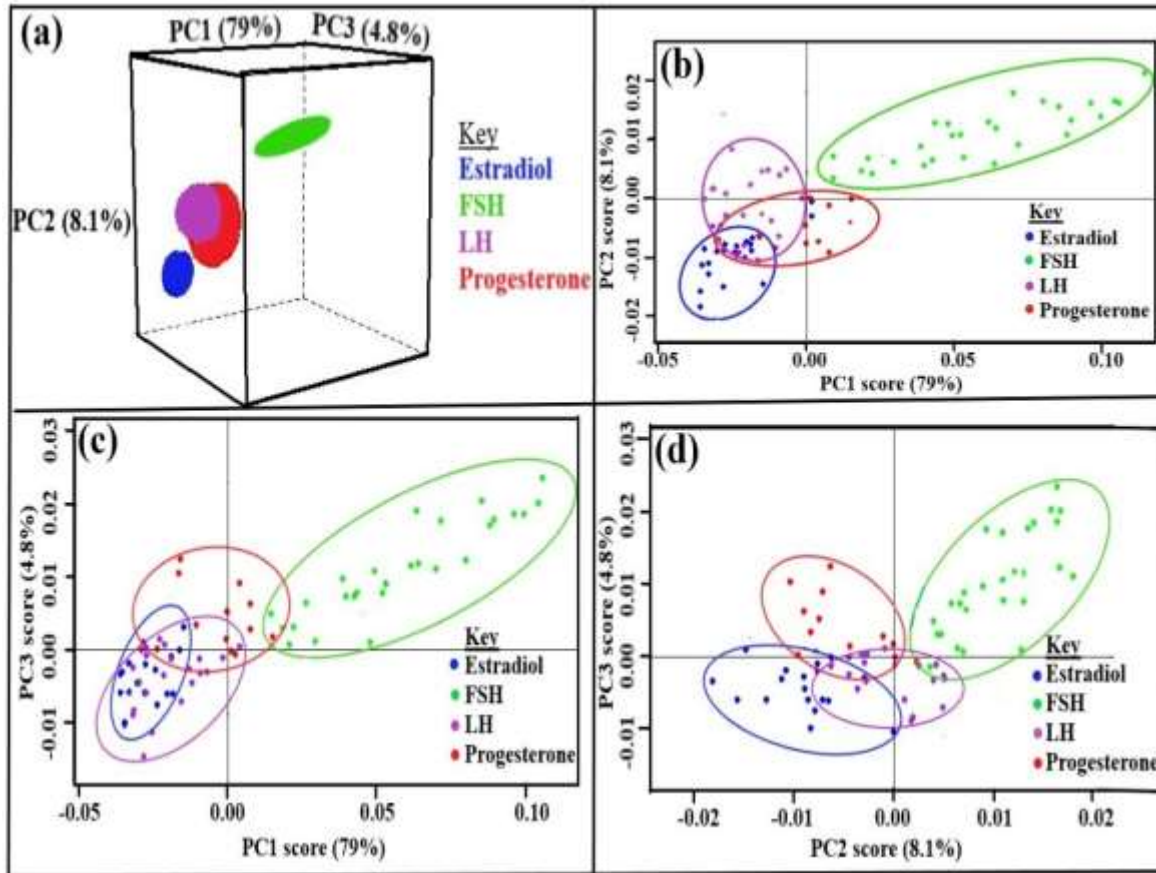 (a)
PC1 (79%)
PC3 (4.8%)
PC2 (8.1%)
Key
Estradiol
FSH
LH
Progesterone
(b)
PC2 score (8.1%)
0.02
0.01
0.00
-0.01
-0.02
-0.05
0.00
0.05
0.10
PC1 score (79%)
Key
Estradiol
FSH
LH
Progesterone
(c)
PC3 score (4.8%)
0.03
0.02
0.01
0.00
-0.01
-0.05
0.00
0.05
0.10
PC1 score (79%)
Key
Estradiol
FSH
LH
Progesterone
(d)
PC3 score (4.8%)
0.03
0.02
0.01
0.00
-0.01
-0.02
-0.01
0.00
0.01
0.02
PC2 score (8.1%)
Key
Estradiol
FSH
LH
Progesterone